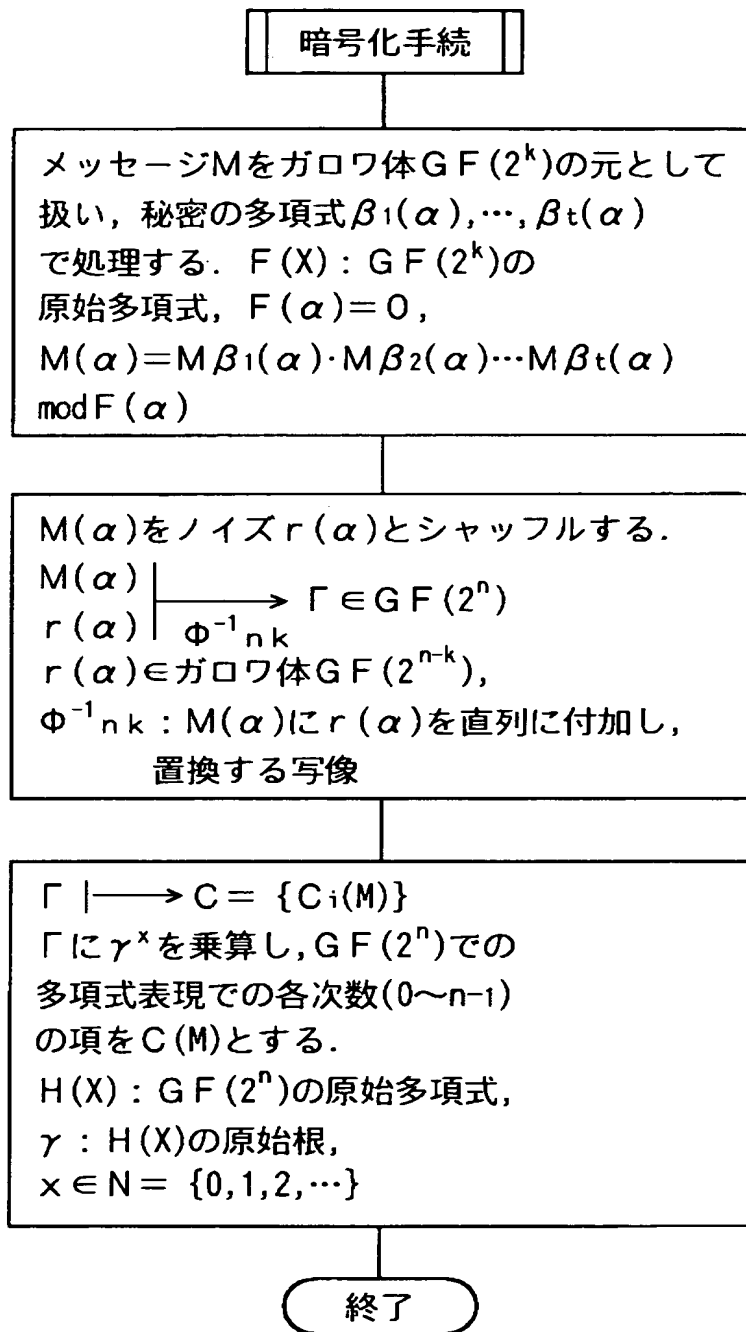 暗号化手続
メッセージMをガロワ体GF(2^k)の元として
扱い,秘密の多項式β1(α),…,βt(α)
で処理する. F(X):GF(2^k)の
原始多項式, F(α)=0,
M(α)=Mβ1(α)·Mβ2(α)…Mβt(α)
modF(α)
M(α)をノイズr(α)とシャッフルする.
M(α)
r(α) |⟶ Γ∈GF(2^n)
Φ^-1 nk
r(α)∈ガロワ体GF(2^n-k),
Φ^-1 nk:M(α)にr(α)を直列に付加し,
置換する写像
Γ |⟶ C= {Ci(M)}
Γにγ^xを乗算し,GF(2^n)での
多項式表現での各次数(0〜n-1)
の項をC(M)とする.
H(X):GF(2^n)の原始多項式,
γ:H(X)の原始根,
x∈N= {0,1,2,…}
終了